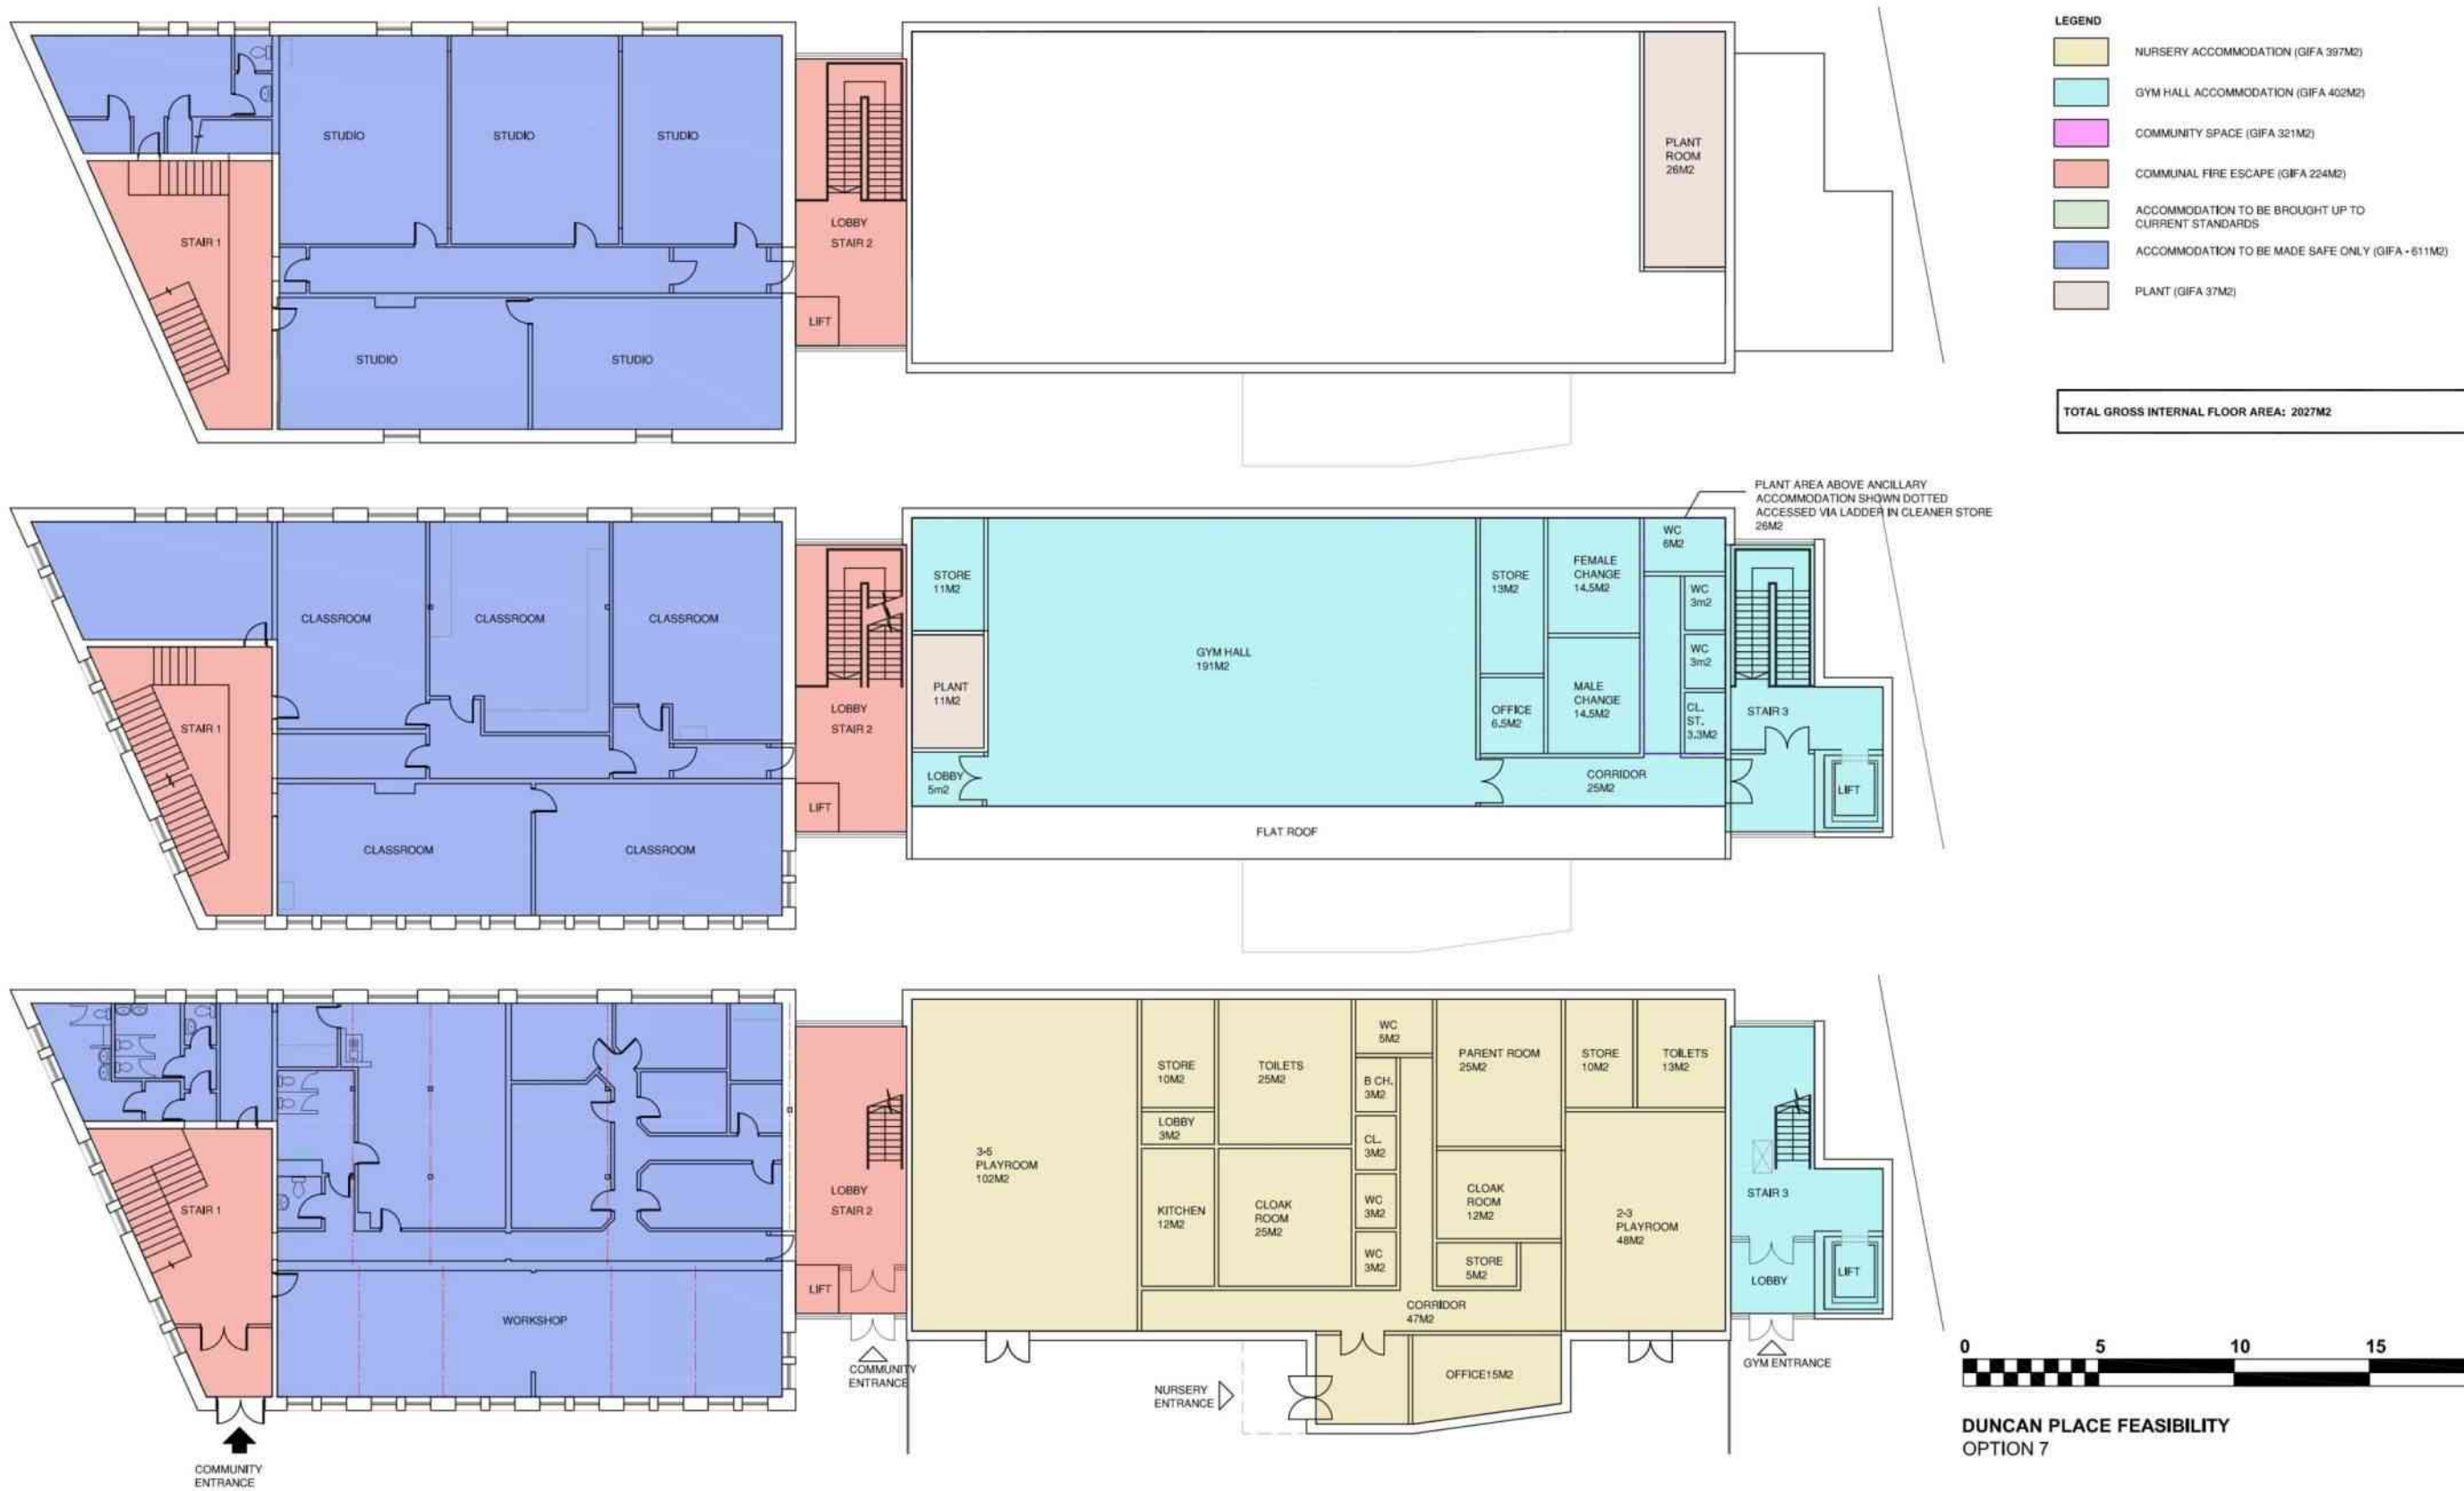 STUDIO
STUDIO
STUDIO
STAIR 1
LOBBY
STAIR 2
LIFT
STUDIO
STUDIO
PLANT
ROOM
26M2
LEGEND
NURSERY ACCOMMODATION (GIFA 397M2)
GYM HALL ACCOMMODATION (GIFA 402M2)
COMMUNITY SPACE (GIFA 321M2)
COMMUNAL FIRE ESCAPE (GIFA 224M2)
ACCOMMODATION TO BE BROUGHT UP TO
CURRENT STANDARDS
ACCOMMODATION TO BE MADE SAFE ONLY (GIFA - 611M2)
PLANT (GIFA 37M2)
TOTAL GROSS INTERNAL FLOOR AREA: 2027M2
PLANT AREA ABOVE ANCILLARY
ACCOMMODATION SHOWN DOTTED
ACCESSED VIA LADDER IN CLEANER STORE
26M2
CLASSROOM
CLASSROOM
CLASSROOM
STAIR 1
LOBBY
STAIR 2
LIFT
CLASSROOM
CLASSROOM
STORE
11M2
PLANT
11M2
LOBBY
5m2
GYM HALL
191M2
STORE
13M2
OFFICE
6.5M2
FEMALE
CHANGE
14.5M2
MALE
CHANGE
14.5M2
WC
6M2
WC
3m2
WC
3m2
CL.
ST.
3.3M2
CORRIDOR
25M2
STAIR 3
LIFT
FLAT ROOF
STAIR 1
WORKSHOP
LOBBY
STAIR 2
LIFT
3-5
PLAYROOM
102M2
STORE
10M2
LOBBY
3M2
KITCHEN
12M2
TOILETS
25M2
CLOAK
ROOM
25M2
WC
5M2
B CH.
3M2
CL.
3M2
WC
3M2
WC
3M2
PARENT ROOM
25M2
CLOAK
ROOM
12M2
STORE
5M2
CORRIDOR
47M2
STORE
10M2
TOILETS
13M2
2-3
PLAYROOM
48M2
STAIR 3
LOBBY
LIFT
OFFICE15M2
COMMUNITY
ENTRANCE
COMMUNITY
ENTRANCE
NURSERY
ENTRANCE
GYM ENTRANCE
0 5 10 15
DUNCAN PLACE FEASIBILITY
OPTION 7